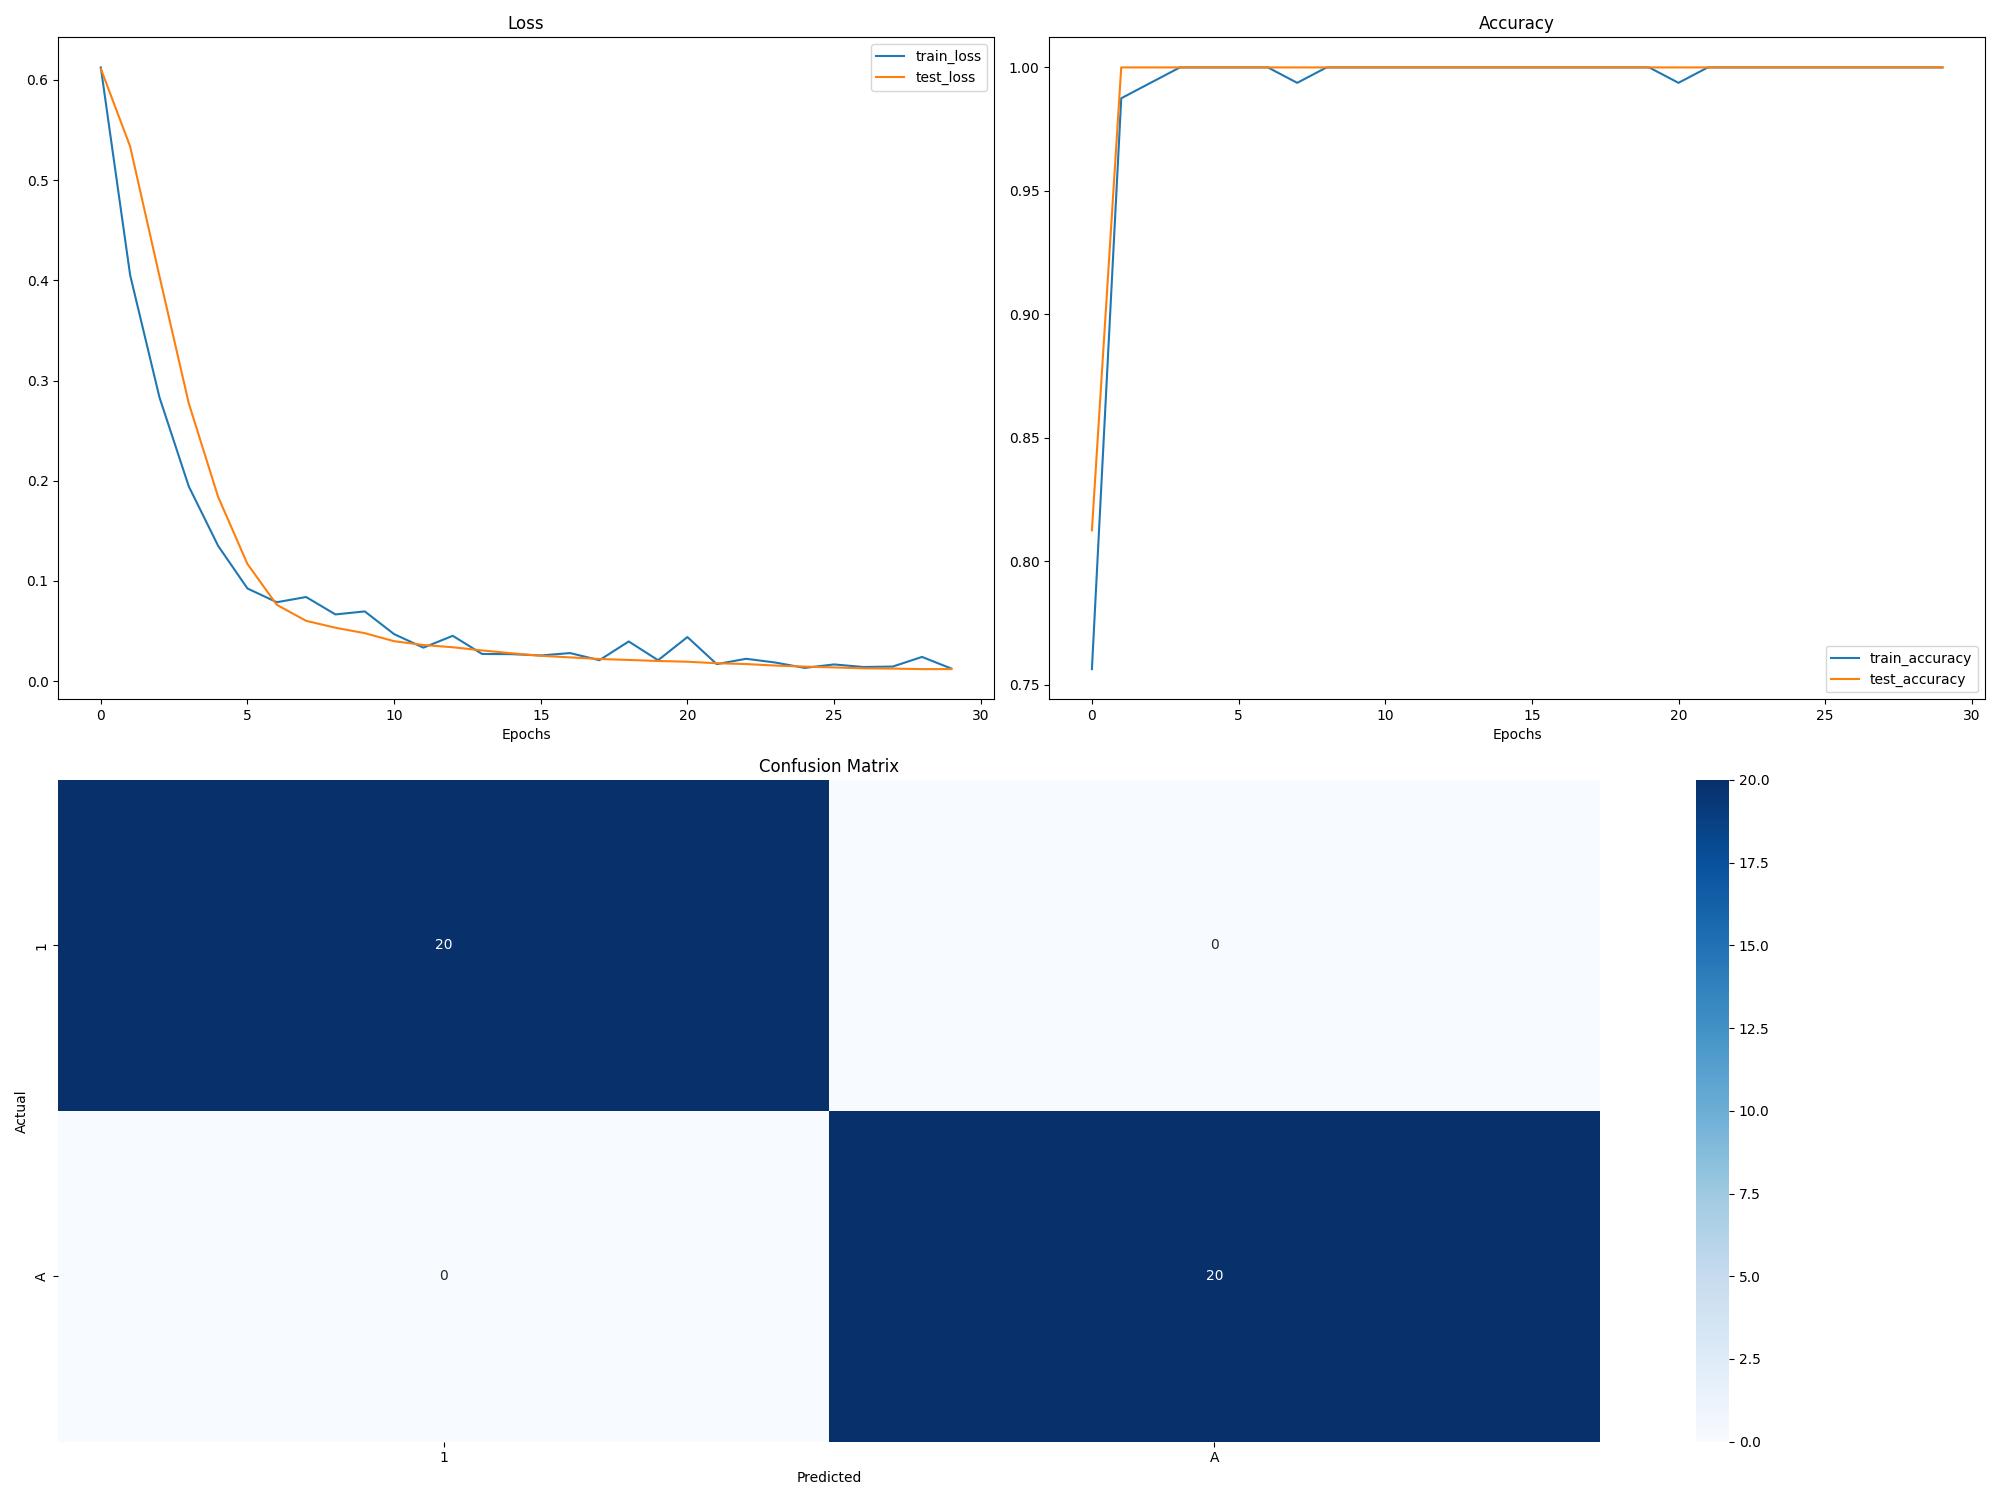 Loss
train_loss
test_loss
0.6
0.5
0.4
0.3
0.2
0.1
0.0
0 5 10 15 20 25 30
Epochs
Accuracy
1.00
0.95
0.90
0.85
0.80
0.75
train_accuracy
test_accuracy
0 5 10 15 20 25 30
Epochs
Confusion Matrix
Actual
1
20 0
A
0 20
1 A
Predicted
20.0
17.5
15.0
12.5
10.0
7.5
5.0
2.5
0.0